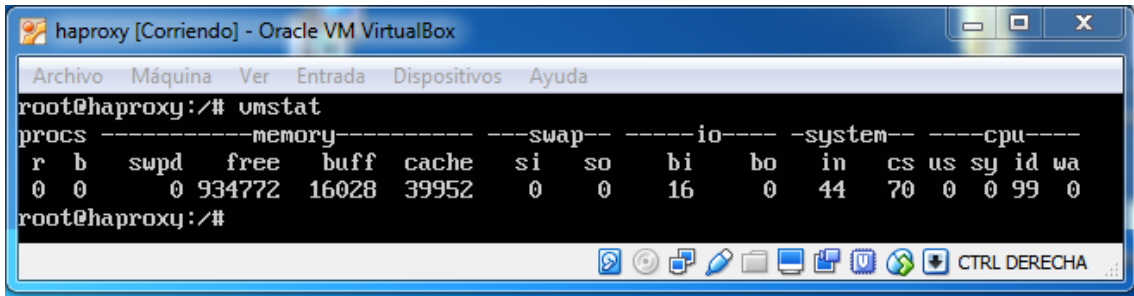 haproxy [Corriendo] - Oracle VM VirtualBox
Archivo Máquina Ver Entrada Dispositivos Ayuda
root@haproxy:/# vmstat
procs -----------memory---------- ---swap-- -----io---- -system-- ----cpu----
 r  b   swpd   free   buff  cache   si   so    bi    bo   in   cs us sy id wa
 0  0      0 934772  16028  39952    0    0    16     0   44   70  0  0 99  0
root@haproxy:/#
CTRL DERECHA